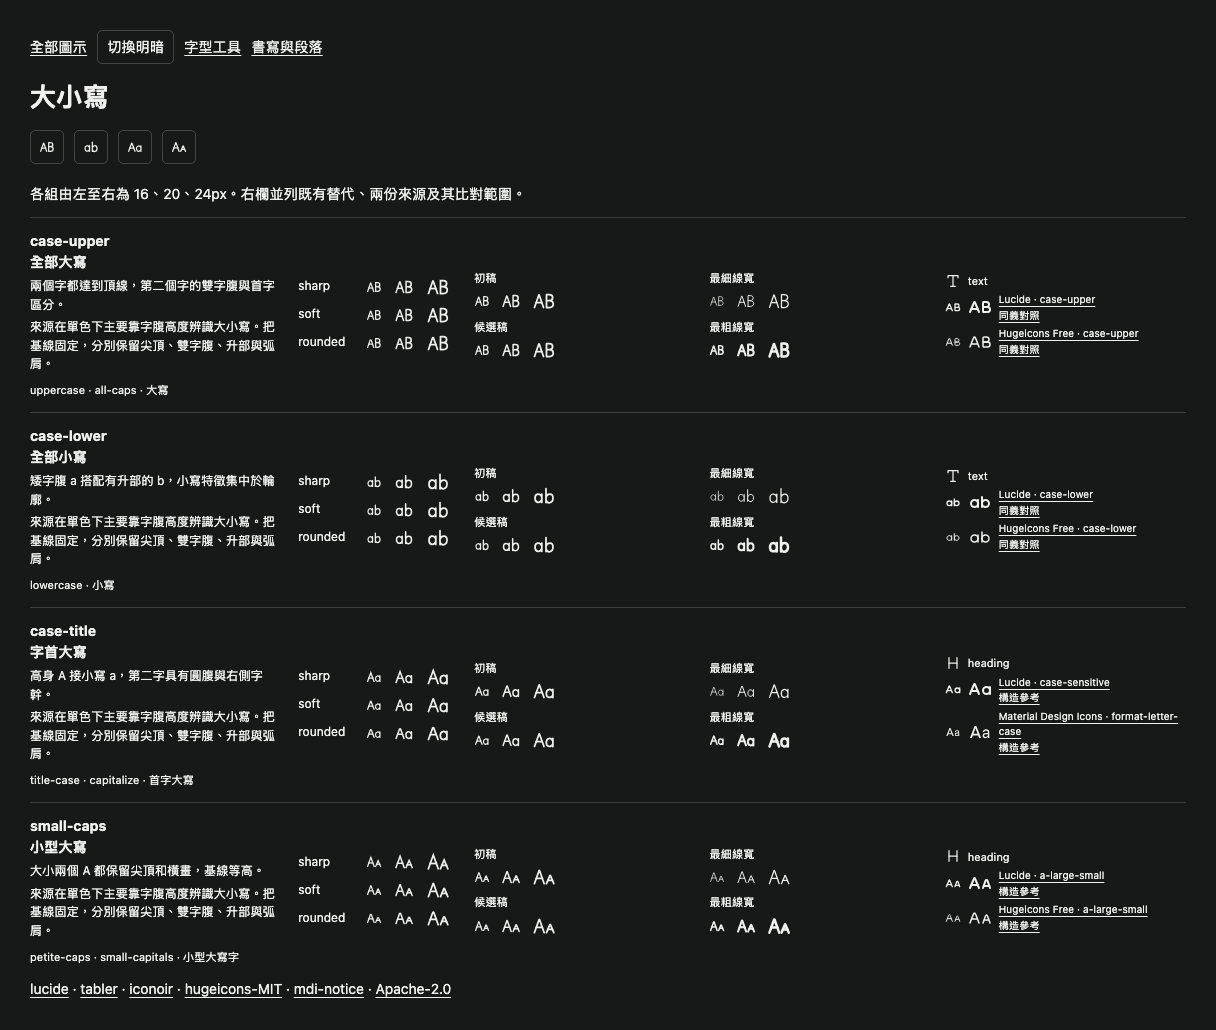 全部圖示 切換明暗 字型工具 書寫與段落
大小寫
AB ab Aa Aᴀ
各組由左至右為 16、20、24px。右欄並列既有替代、兩份來源及其比對範圍。
case-upper
全部大寫
兩個字都達到頂線，第二個字的雙字腹與首字
區分。
來源在單色下主要靠字腹高度辨識大小寫。把
基線固定，分別保留尖頂、雙字腹、升部與弧
肩。
uppercase · all-caps · 大寫
sharp AB AB AB
soft AB AB AB
rounded AB AB AB
初稿
AB AB AB
候選稿
AB AB AB
最細線寬
AB AB AB
最粗線寬
AB AB AB
T text
AB AB Lucide · case-upper
同義對照
AB AB Hugeicons Free · case-upper
同義對照
case-lower
全部小寫
矮字腹 a 搭配有升部的 b，小寫特徵集中於輪
廓。
來源在單色下主要靠字腹高度辨識大小寫。把
基線固定，分別保留尖頂、雙字腹、升部與弧
肩。
lowercase · 小寫
sharp ab ab ab
soft ab ab ab
rounded ab ab ab
初稿
ab ab ab
候選稿
ab ab ab
最細線寬
ab ab ab
最粗線寬
ab ab ab
T text
ab ab Lucide · case-lower
同義對照
ab ab Hugeicons Free · case-lower
同義對照
case-title
字首大寫
高身 A 接小寫 a，第二字具有圓腹與右側字
幹。
來源在單色下主要靠字腹高度辨識大小寫。把
基線固定，分別保留尖頂、雙字腹、升部與弧
肩。
title-case · capitalize · 首字大寫
sharp Aa Aa Aa
soft Aa Aa Aa
rounded Aa Aa Aa
初稿
Aa Aa Aa
候選稿
Aa Aa Aa
最細線寬
Aa Aa Aa
最粗線寬
Aa Aa Aa
H heading
Aa Aa Lucide · case-sensitive
構造參考
Aa Aa Material Design Icons · format-letter-
case
構造參考
small-caps
小型大寫
大小兩個 A 都保留尖頂和橫畫，基線等高。
來源在單色下主要靠字腹高度辨識大小寫。把
基線固定，分別保留尖頂、雙字腹、升部與弧
肩。
petite-caps · small-capitals · 小型大寫字
sharp Aᴀ Aᴀ Aᴀ
soft Aᴀ Aᴀ Aᴀ
rounded Aᴀ Aᴀ Aᴀ
初稿
Aᴀ Aᴀ Aᴀ
候選稿
Aᴀ Aᴀ Aᴀ
最細線寬
Aᴀ Aᴀ Aᴀ
最粗線寬
Aᴀ Aᴀ Aᴀ
H heading
Aᴀ Aᴀ Lucide · a-large-small
構造參考
Aᴀ Aᴀ Hugeicons Free · a-large-small
構造參考
lucide · tabler · iconoir · hugeicons-MIT · mdi-notice · Apache-2.0